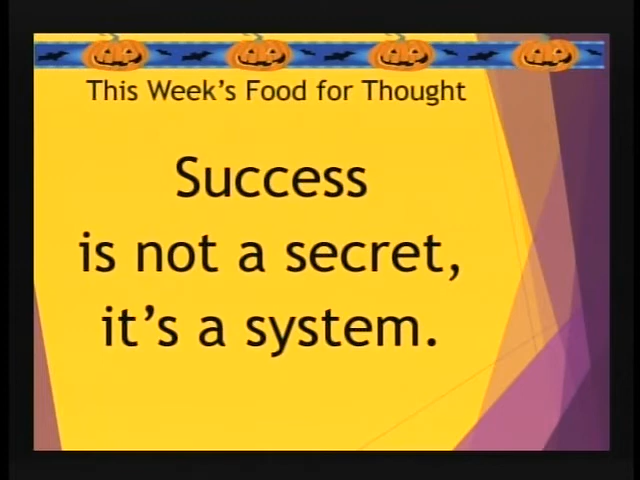 This Week's Food for Thought
Success
is not a secret,
it's a system.